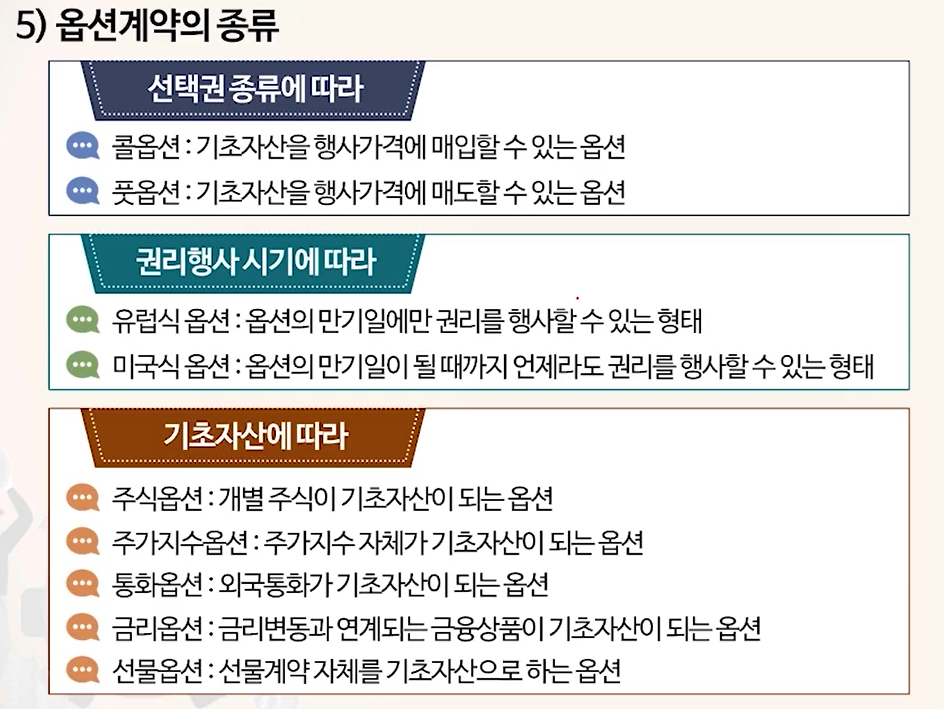 5) 옵션계약의 종류
선택권 종류에 따라
콜옵션 : 기초자산을 행사가격에 매입할 수 있는 옵션
풋옵션 : 기초자산을 행사가격에 매도할 수 있는 옵션
권리행사 시기에 따라
유럽식 옵션 : 옵션의 만기일에만 권리를 행사할 수 있는 형태
미국식 옵션 : 옵션의 만기일이 될 때까지 언제라도 권리를 행사할 수 있는 형태
기초자산에 따라
주식옵션 : 개별 주식이 기초자산이 되는 옵션
주가지수옵션 : 주가지수 자체가 기초자산이 되는 옵션
통화옵션 : 외국통화가 기초자산이 되는 옵션
금리옵션 : 금리변동과 연계되는 금융상품이 기초자산이 되는 옵션
선물옵션 : 선물계약 자체를 기초자산으로 하는 옵션